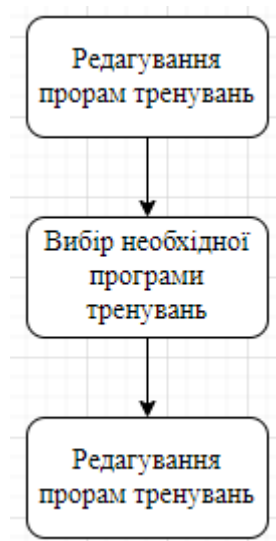 Редагування
прорам тренувань
Вибір необхідної
програми
тренувань
Редагування
прорам тренувань